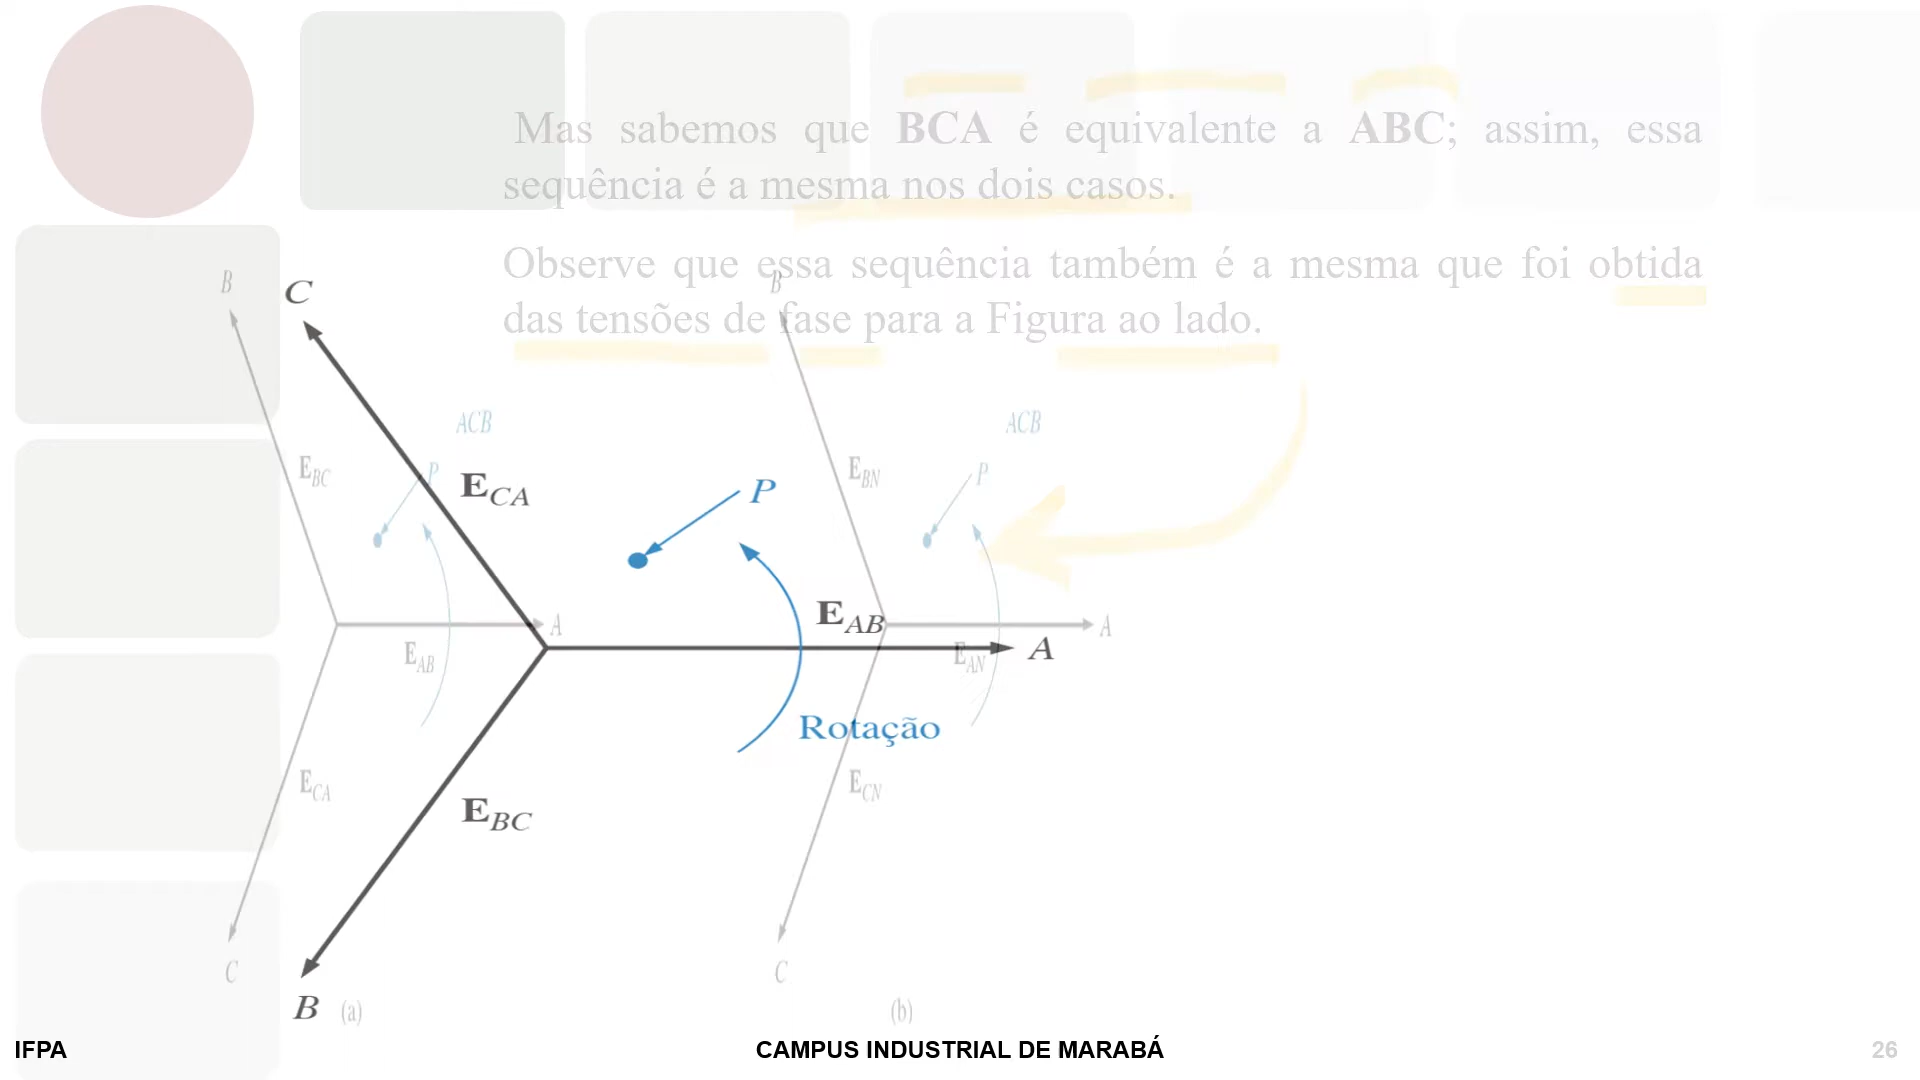 Mas sabemos que BCA é equivalente a ABC; assim, essa
sequência é a mesma nos dois casos.
Observe que essa sequência também é a mesma que foi obtida
das tensões de fase para a Figura ao lado.
B
C
B
ACB
ACB
P
E_BC
E_CA
P
E_BN
P
E_AB
A
E_AB
E_AN
A
A
Rotação
E_CA
E_BC
E_CN
C
B
(a)
C
(b)
IFPA
CAMPUS INDUSTRIAL DE MARABÁ
26